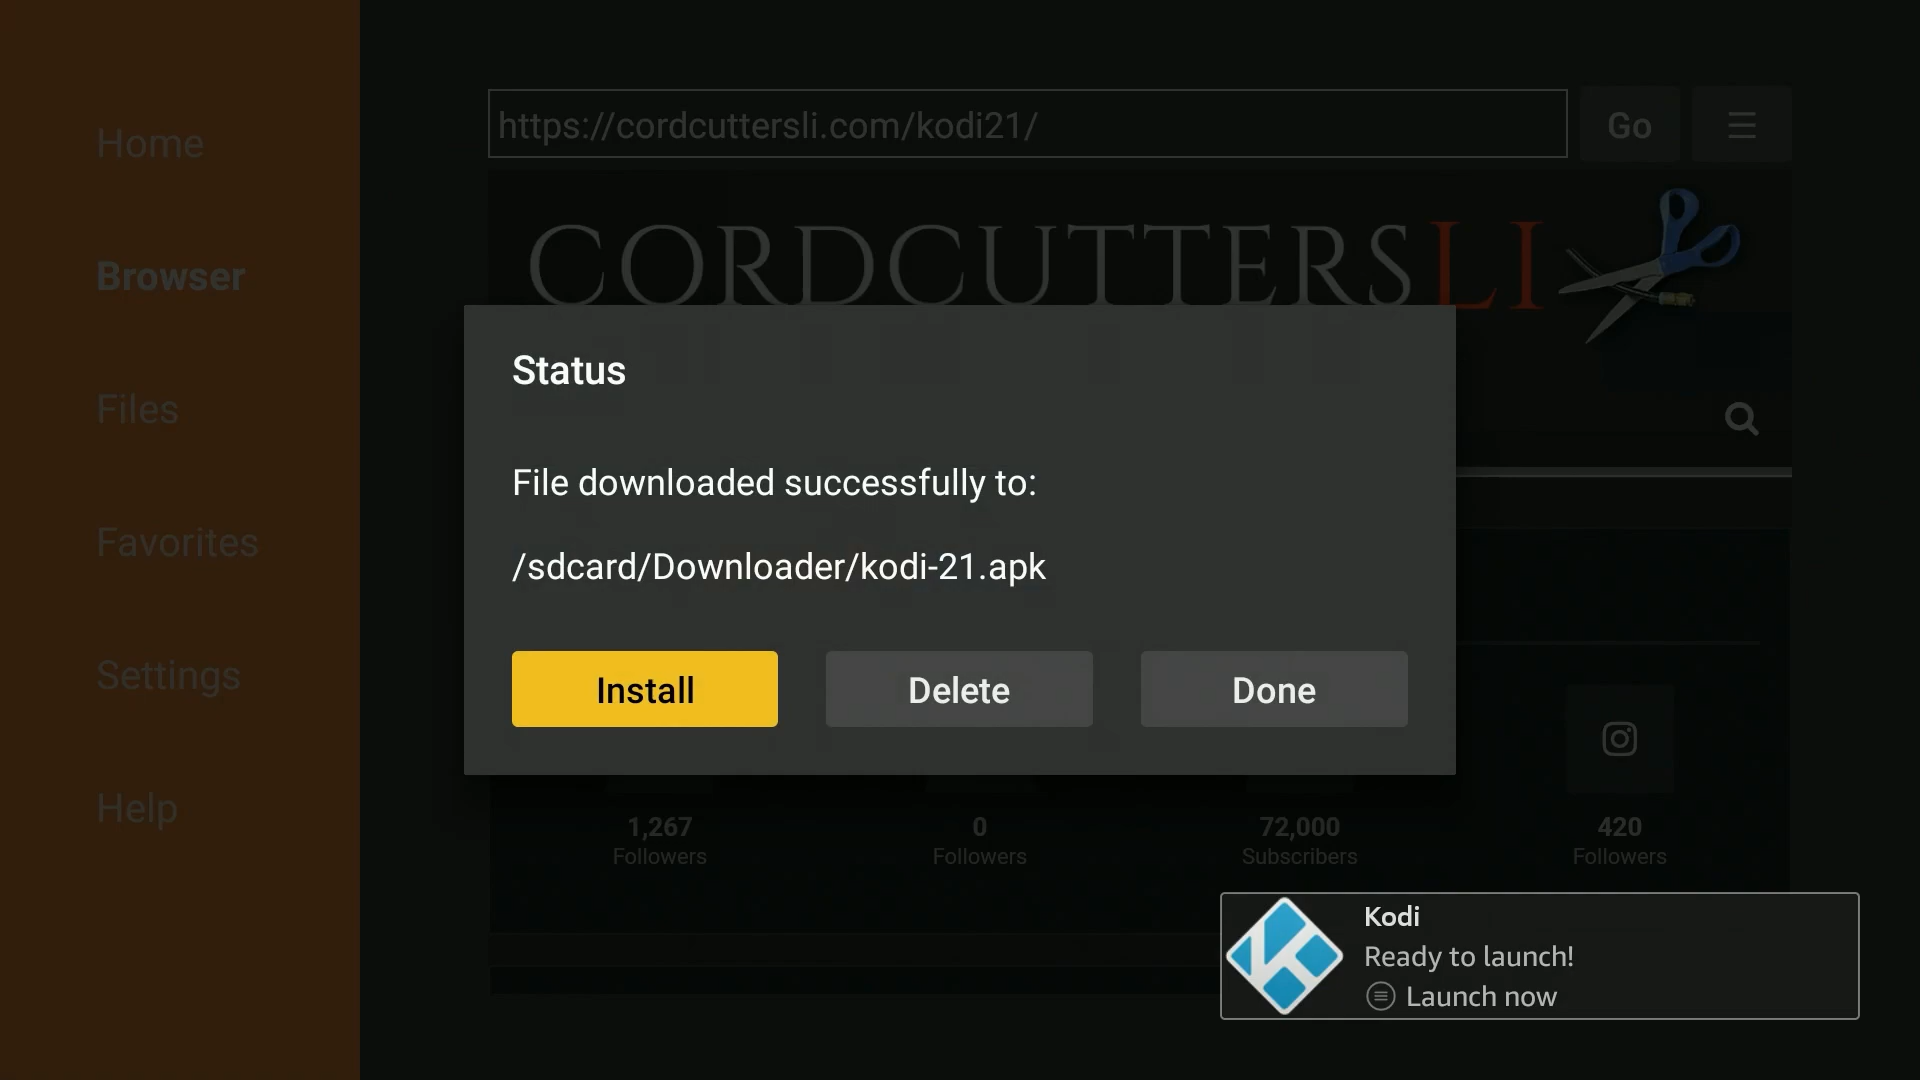 Home
Browser
Files
Favorites
Settings
Help
https://cordcuttersli.com/kodi21/
Go
CORDCUTTERSLI
Status
File downloaded successfully to:
/sdcard/Downloader/kodi-21.apk
Install
Delete
Done
1,267
Followers
0
Followers
72,000
Subscribers
420
Followers
Kodi
Ready to launch!
Launch now